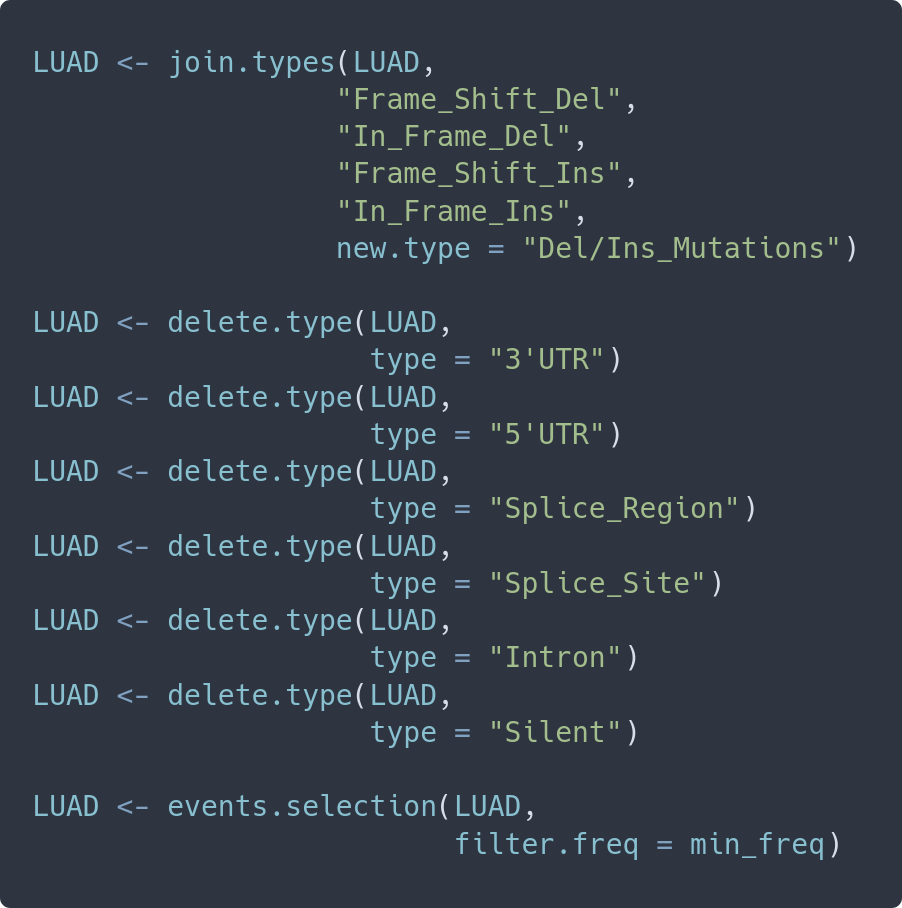 LUAD <- join.types(LUAD,
                  "Frame_Shift_Del",
                  "In_Frame_Del",
                  "Frame_Shift_Ins",
                  "In_Frame_Ins",
                  new.type = "Del/Ins_Mutations")

LUAD <- delete.type(LUAD,
                    type = "3'UTR")
LUAD <- delete.type(LUAD,
                    type = "5'UTR")
LUAD <- delete.type(LUAD,
                    type = "Splice_Region")
LUAD <- delete.type(LUAD,
                    type = "Splice_Site")
LUAD <- delete.type(LUAD,
                    type = "Intron")
LUAD <- delete.type(LUAD,
                    type = "Silent")

LUAD <- events.selection(LUAD,
                         filter.freq = min_freq)